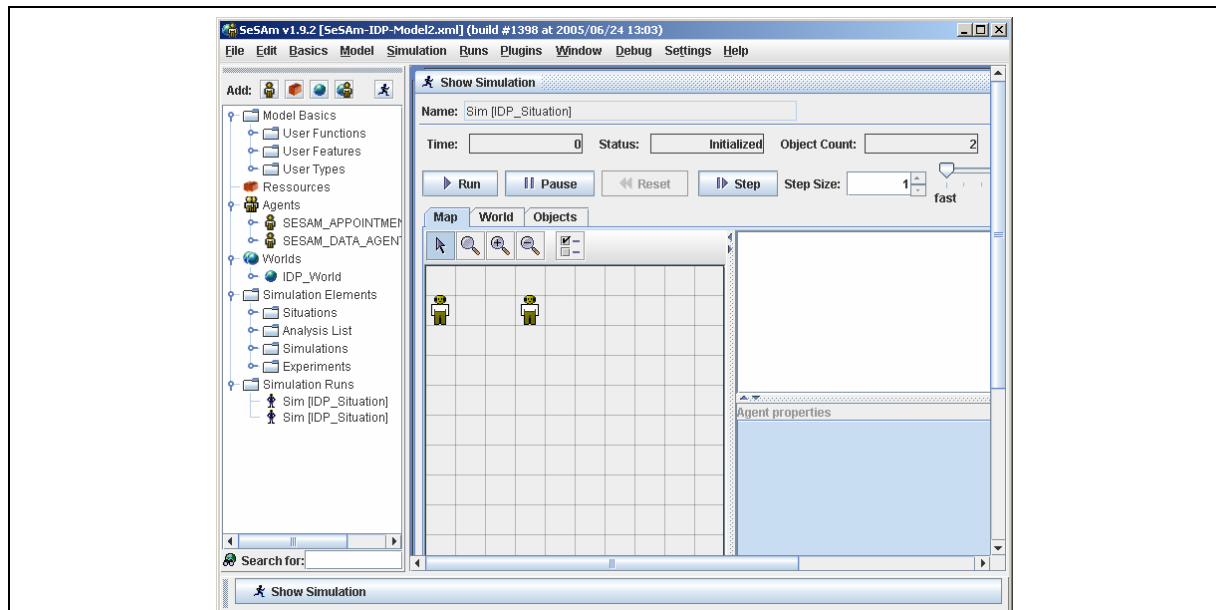 SeSAm v1.9.2 [SeSAm-IDP-Model2.xml] (build #1398 at 2005/06/24 13:03)
File Edit Basics Model Simulation Runs Plugins Window Debug Settings Help
Add:
Model Basics
User Functions
User Features
User Types
Ressources
Agents
SESAM_APPOINTMEN
SESAM_DATA_AGENT
Worlds
IDP_World
Simulation Elements
Situations
Analysis List
Simulations
Experiments
Simulation Runs
Sim [IDP_Situation]
Sim [IDP_Situation]
Search for:
Show Simulation
Name: Sim [IDP_Situation]
Time: 0 Status: Initialized Object Count: 2
Run Pause Reset Step Step Size: 1
fast
Map World Objects
Agent properties
Show Simulation